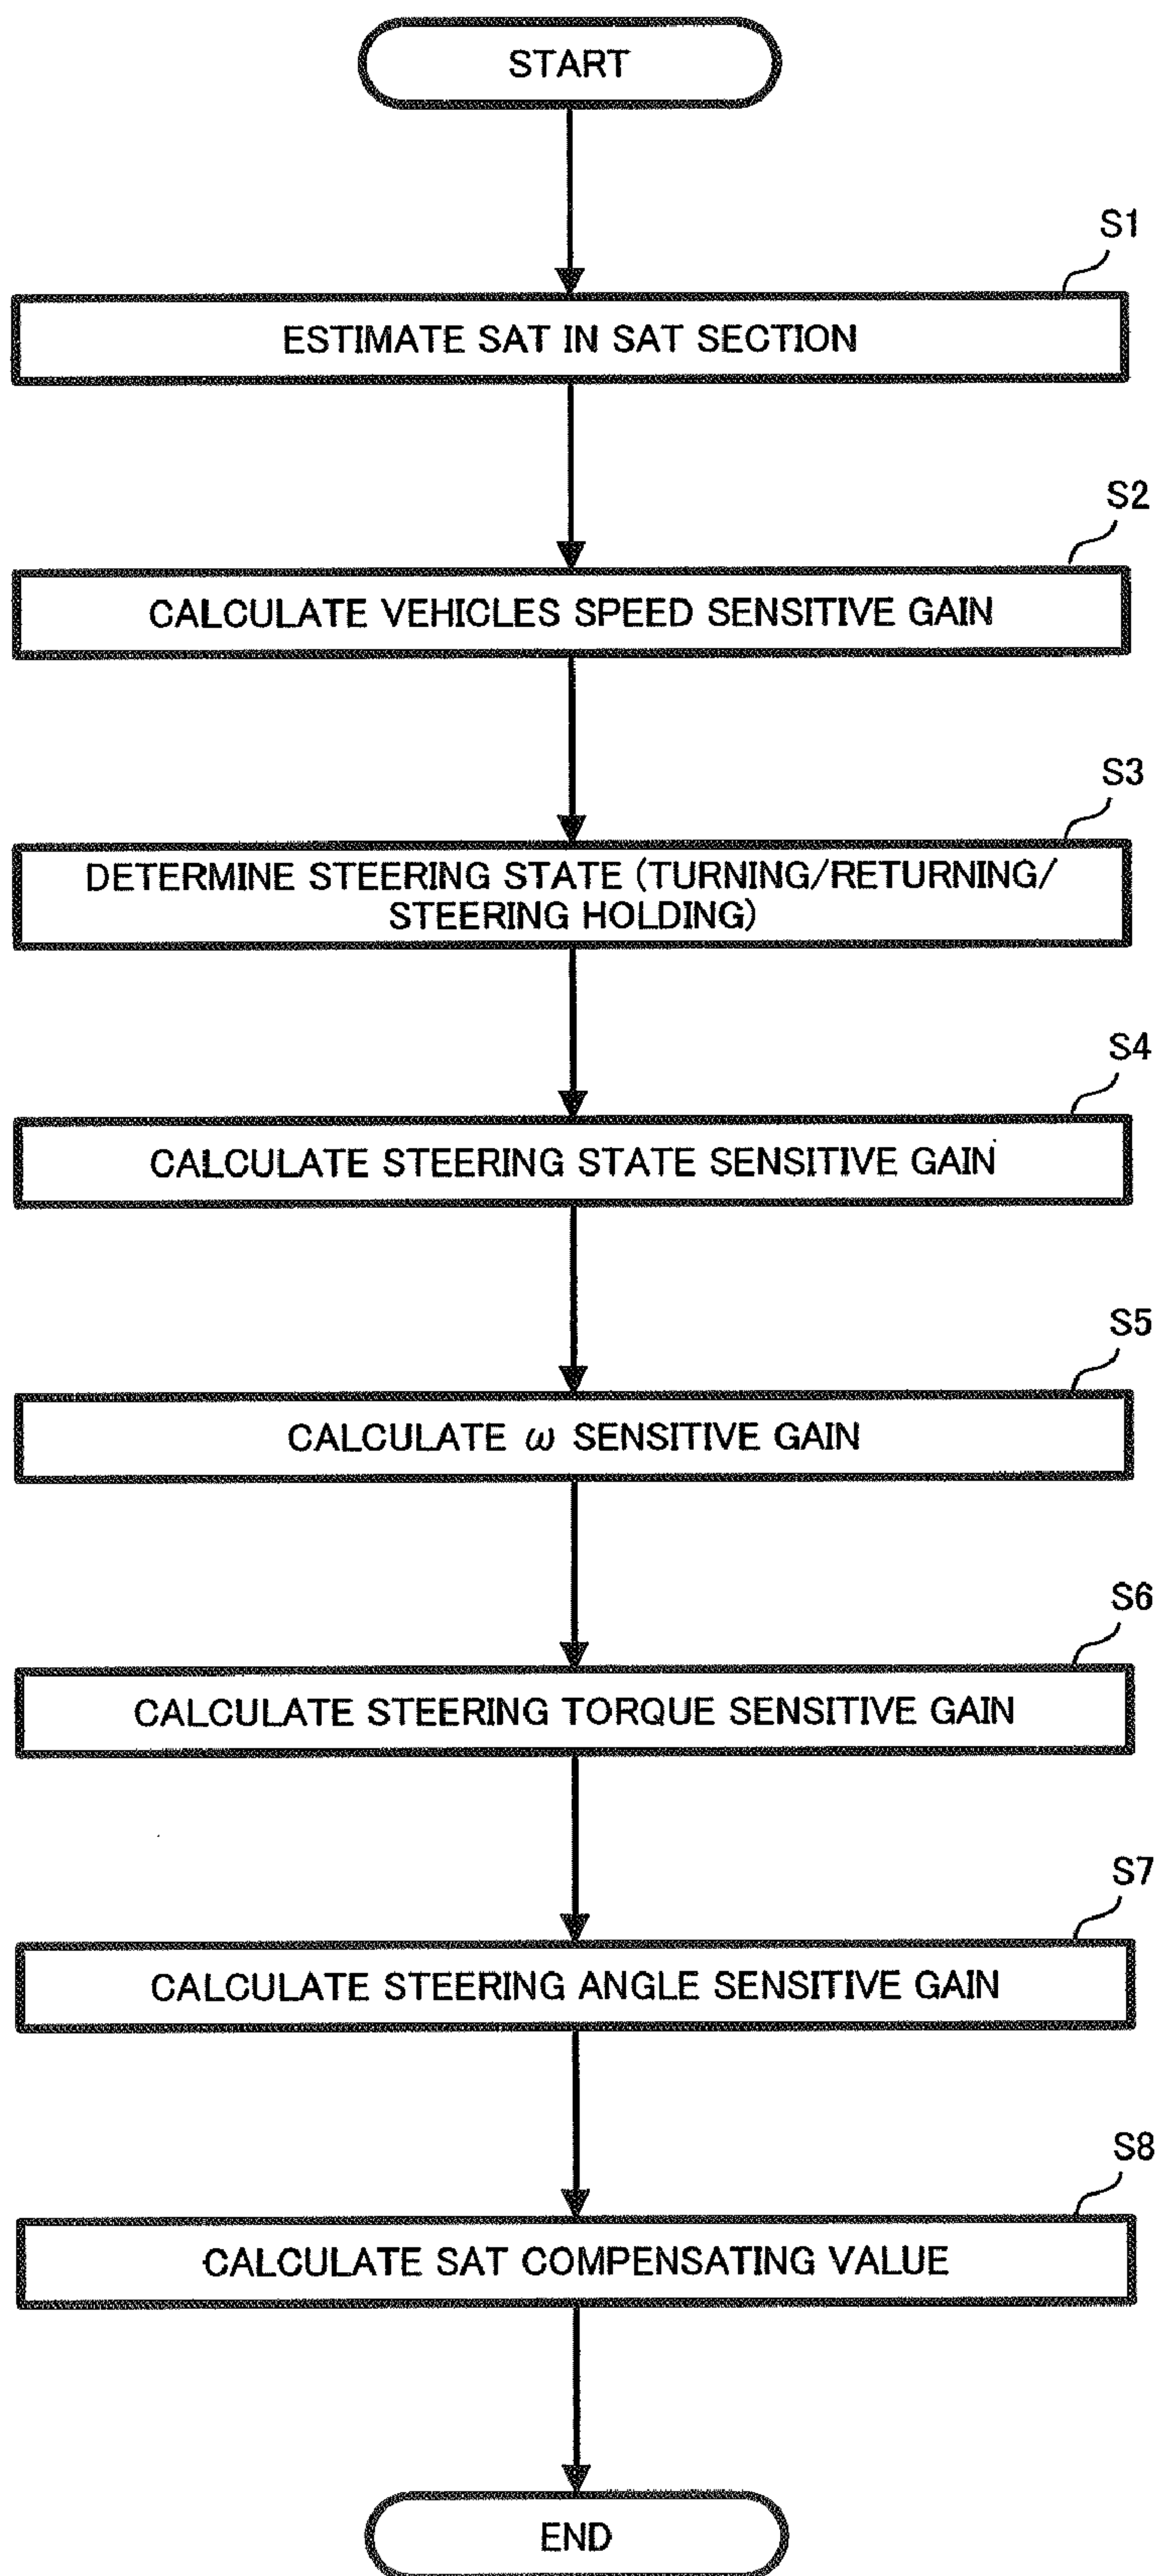 START
S1
ESTIMATE SAT IN SAT SECTION
S2
CALCULATE VEHICLES SPEED SENSITIVE GAIN
S3
DETERMINE STEERING STATE (TURNING/RETURNING/
STEERING HOLDING)
S4
CALCULATE STEERING STATE SENSITIVE GAIN
S5
CALCULATE ω SENSITIVE GAIN
S6
CALCULATE STEERING TORQUE SENSITIVE GAIN
S7
CALCULATE STEERING ANGLE SENSITIVE GAIN
S8
CALCULATE SAT COMPENSATING VALUE
END